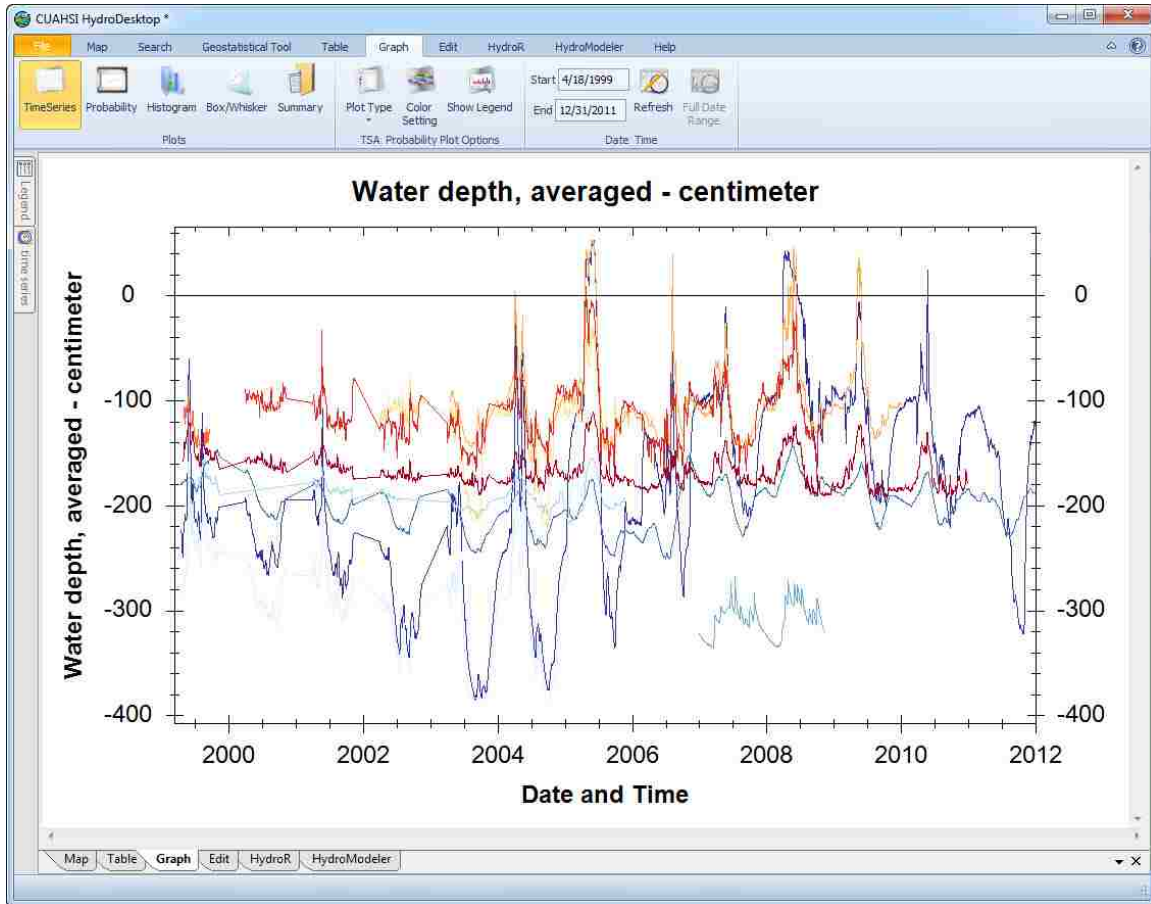 CUAHSI HydroDesktop *
File Map Search Geostatistical Tool Table Graph Edit HydroR HydroModeler Help
TimeSeries Probability Histogram Box/Whisker Summary
Plots
Plot Type Color Setting Show Legend
TSA: Probability Plot Options
Start 4/18/1999
End 12/31/2011
Refresh Full Date Range
Date Time
Legend
time series
Water depth, averaged - centimeter
Water depth, averaged - centimeter
0 0
-100 -100
-200 -200
-300 -300
-400 -400
2000 2002 2004 2006 2008 2010 2012
Date and Time
Map Table Graph Edit HydroR HydroModeler